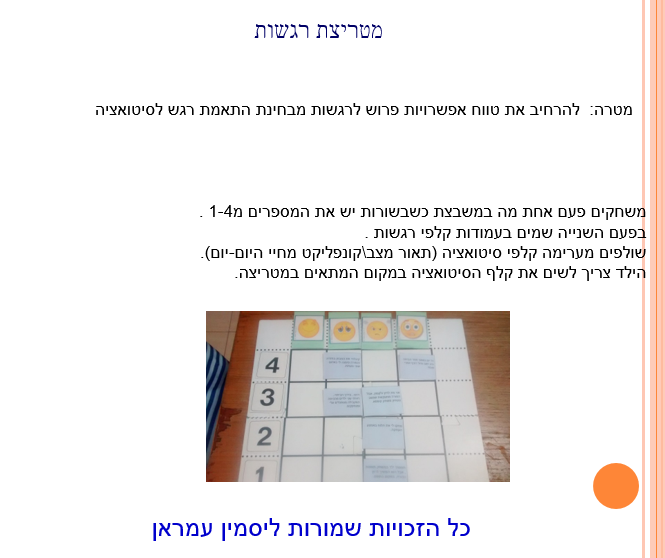 מטריצת רגשות
מטרה: להרחיב את טווח אפשרויות פרוש לרגשות מבחינת התאמת רגש לסיטואציה
משחקים פעם אחת מה במשבצת כשבשורות יש את המספרים מ1-4 .
בפעם השנייה שמים בעמודות קלפי רגשות .
שולפים מערימה קלפי סיטואציה (תאור מצב\קונפליקט מחיי היום-יום).
הילד צריך לשים את קלף הסיטואציה במקום המתאים במטריצה.
4
3
2
1
כל הזכויות שמורות ליסמין עמראן